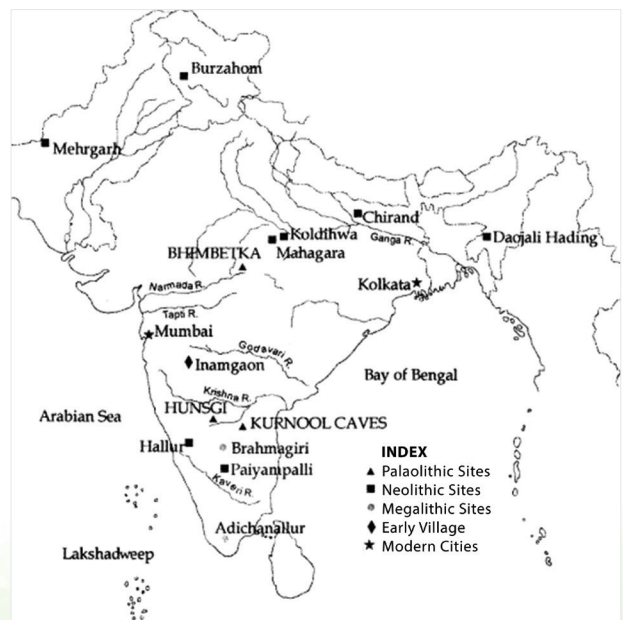 Burzahom
Mehrgarh
Chirand
Koldihwa
Ganga R.
Daojali Hading
BHIMBETKA
Mahagara
Narmada R.
Kolkata
Tapti R.
Mumbai
Godavari R.
Inamgaon
Bay of Bengal
Krishna R.
HUNSGI
Arabian Sea
KURNOOL CAVES
Hallur
Brahmagiri
Paiyampalli
Kaveri R.
Adichanallur
Lakshadweep
INDEX
Palaolithic Sites
Neolithic Sites
Megalithic Sites
Early Village
Modern Cities